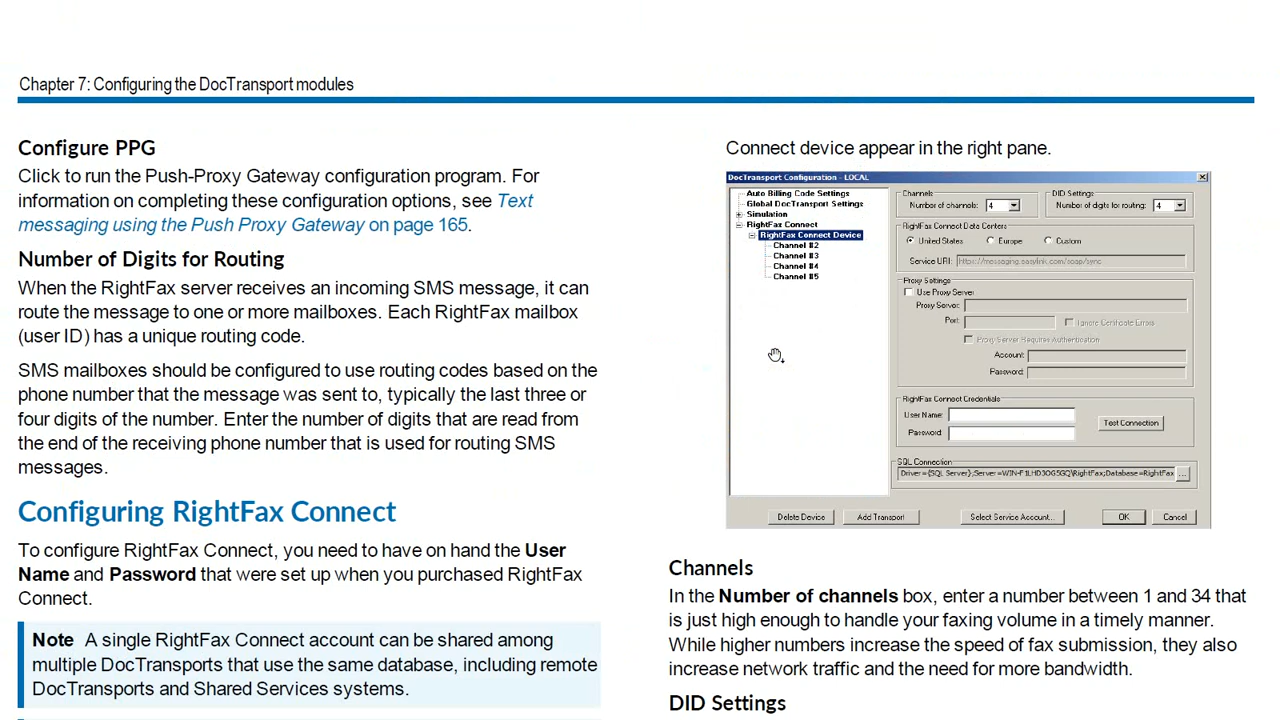 Chapter 7: Configuring the DocTransport modules
Configure PPG
Click to run the Push-Proxy Gateway configuration program. For
information on completing these configuration options, see Text
messaging using the Push Proxy Gateway on page 165.
Number of Digits for Routing
When the RightFax server receives an incoming SMS message, it can
route the message to one or more mailboxes. Each RightFax mailbox
(user ID) has a unique routing code.
SMS mailboxes should be configured to use routing codes based on the
phone number that the message was sent to, typically the last three or
four digits of the number. Enter the number of digits that are read from
the end of the receiving phone number that is used for routing SMS
messages.
Configuring RightFax Connect
To configure RightFax Connect, you need to have on hand the User
Name and Password that were set up when you purchased RightFax
Connect.
Note A single RightFax Connect account can be shared among
multiple DocTransports that use the same database, including remote
DocTransports and Shared Services systems.
Connect device appear in the right pane.
DocTransport Configuration - LOCAL
Auto Billing Code Settings
Global DocTransport Settings
Simulation
RightFax Connect
RightFax Connect Device
Channel #2
Channel #3
Channel #4
Channel #5
Channels
Number of channels: 4
DID Settings
Number of digits for routing: 4
RightFax Connect Data Centers
United States Europe Custom
Service URI: https://messaging.easylink.com/soap/sync
Proxy Settings
Use Proxy Server
Proxy Server:
Port: Ignore Certificate Errors
Proxy Server Requires Authentication
Account:
Password:
RightFax Connect Credentials
User Name:
Password:
Test Connection
SQL Connection
Driver={SQL Server};Server=WIN-F1LHD3OG5GQ\RightFax;Database=RightFax ...
Delete Device Add Transport Select Service Account... OK Cancel
Channels
In the Number of channels box, enter a number between 1 and 34 that
is just high enough to handle your faxing volume in a timely manner.
While higher numbers increase the speed of fax submission, they also
increase network traffic and the need for more bandwidth.
DID Settings